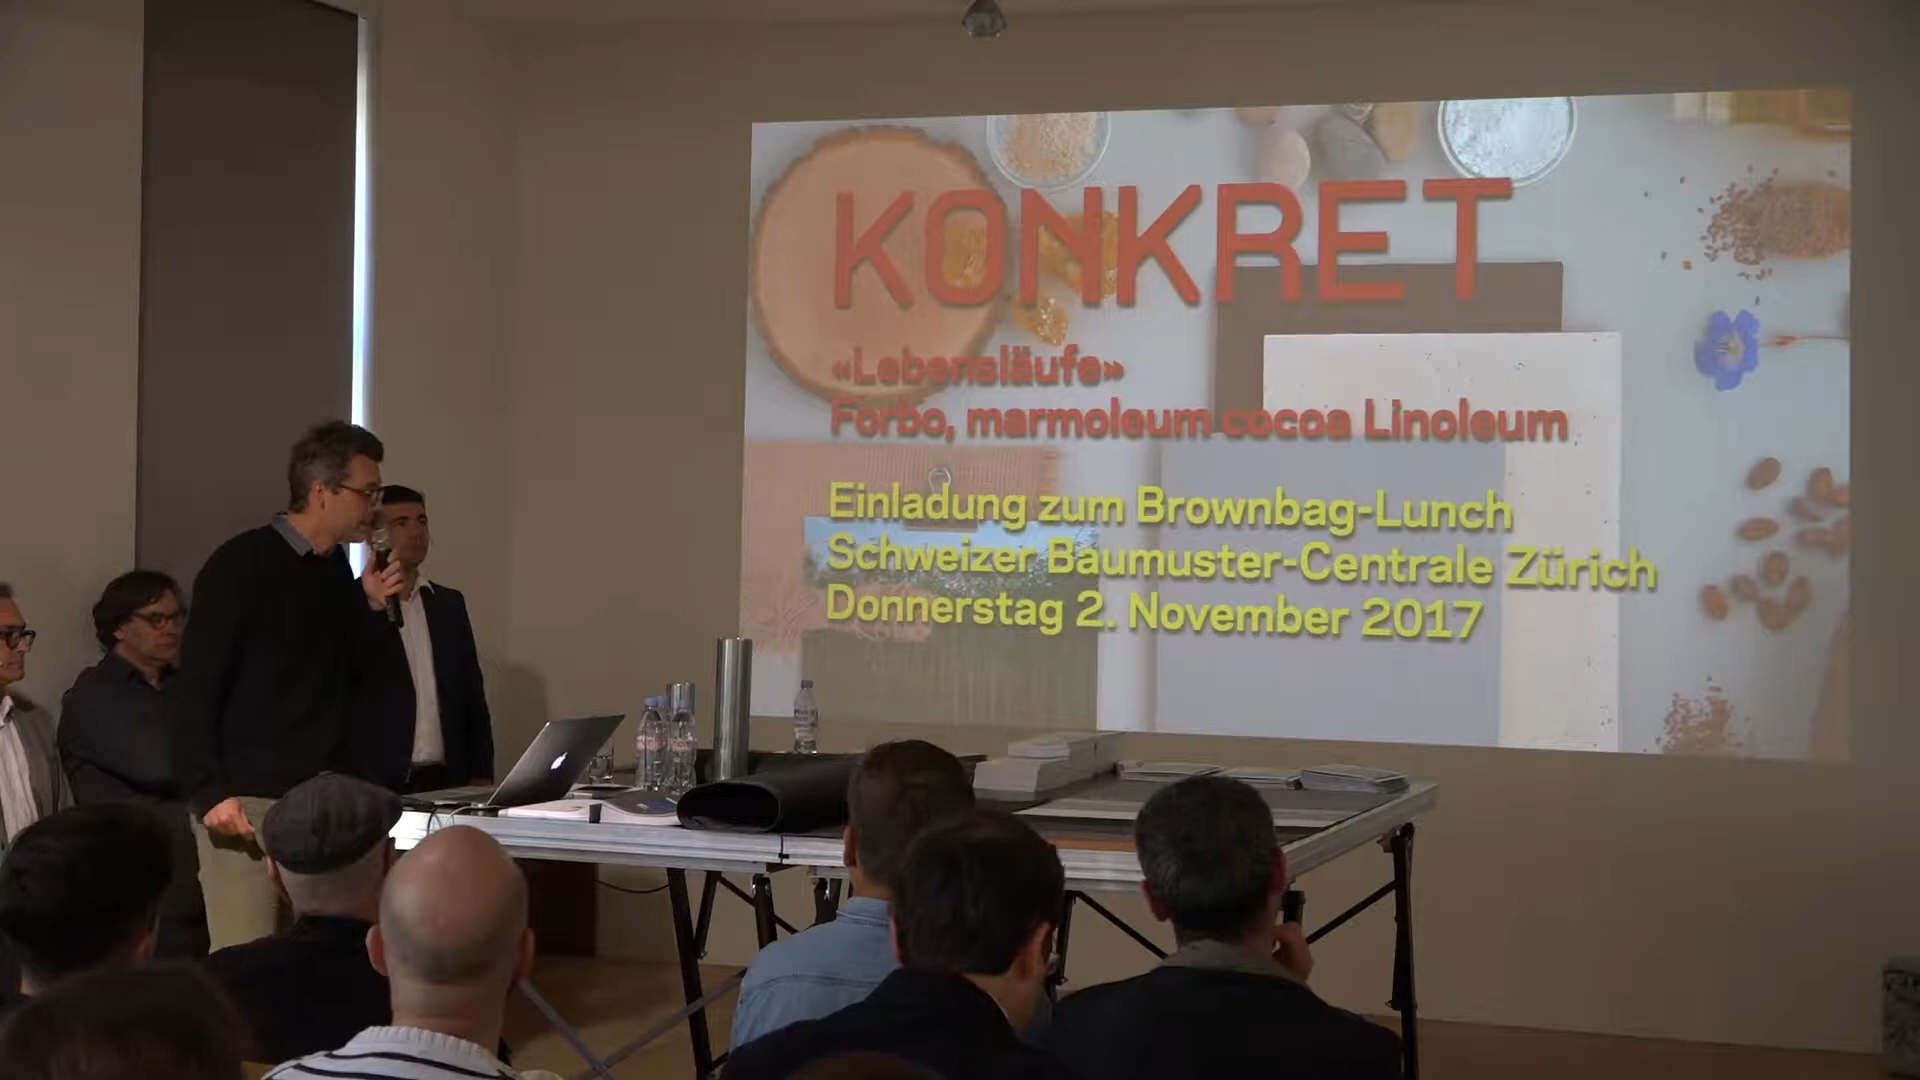 KONKRET
«Lebensläufe»
Forbo, marmoleum cocoa Linoleum
Einladung zum Brownbag-Lunch
Schweizer Baumuster-Centrale Zürich
Donnerstag 2. November 2017